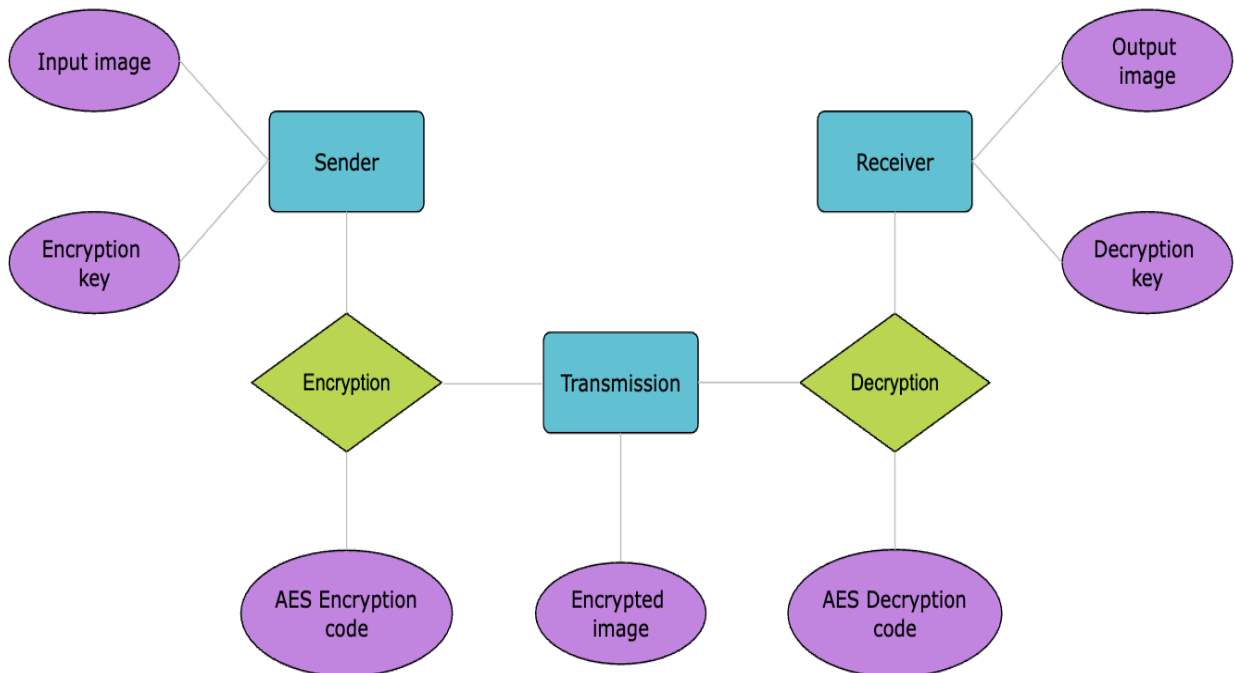 Input image
Output
image
Sender
Receiver
Encryption
key
Decryption
key
Encryption
Transmission
Decryption
AES Encryption
code
Encrypted
image
AES Decryption
code